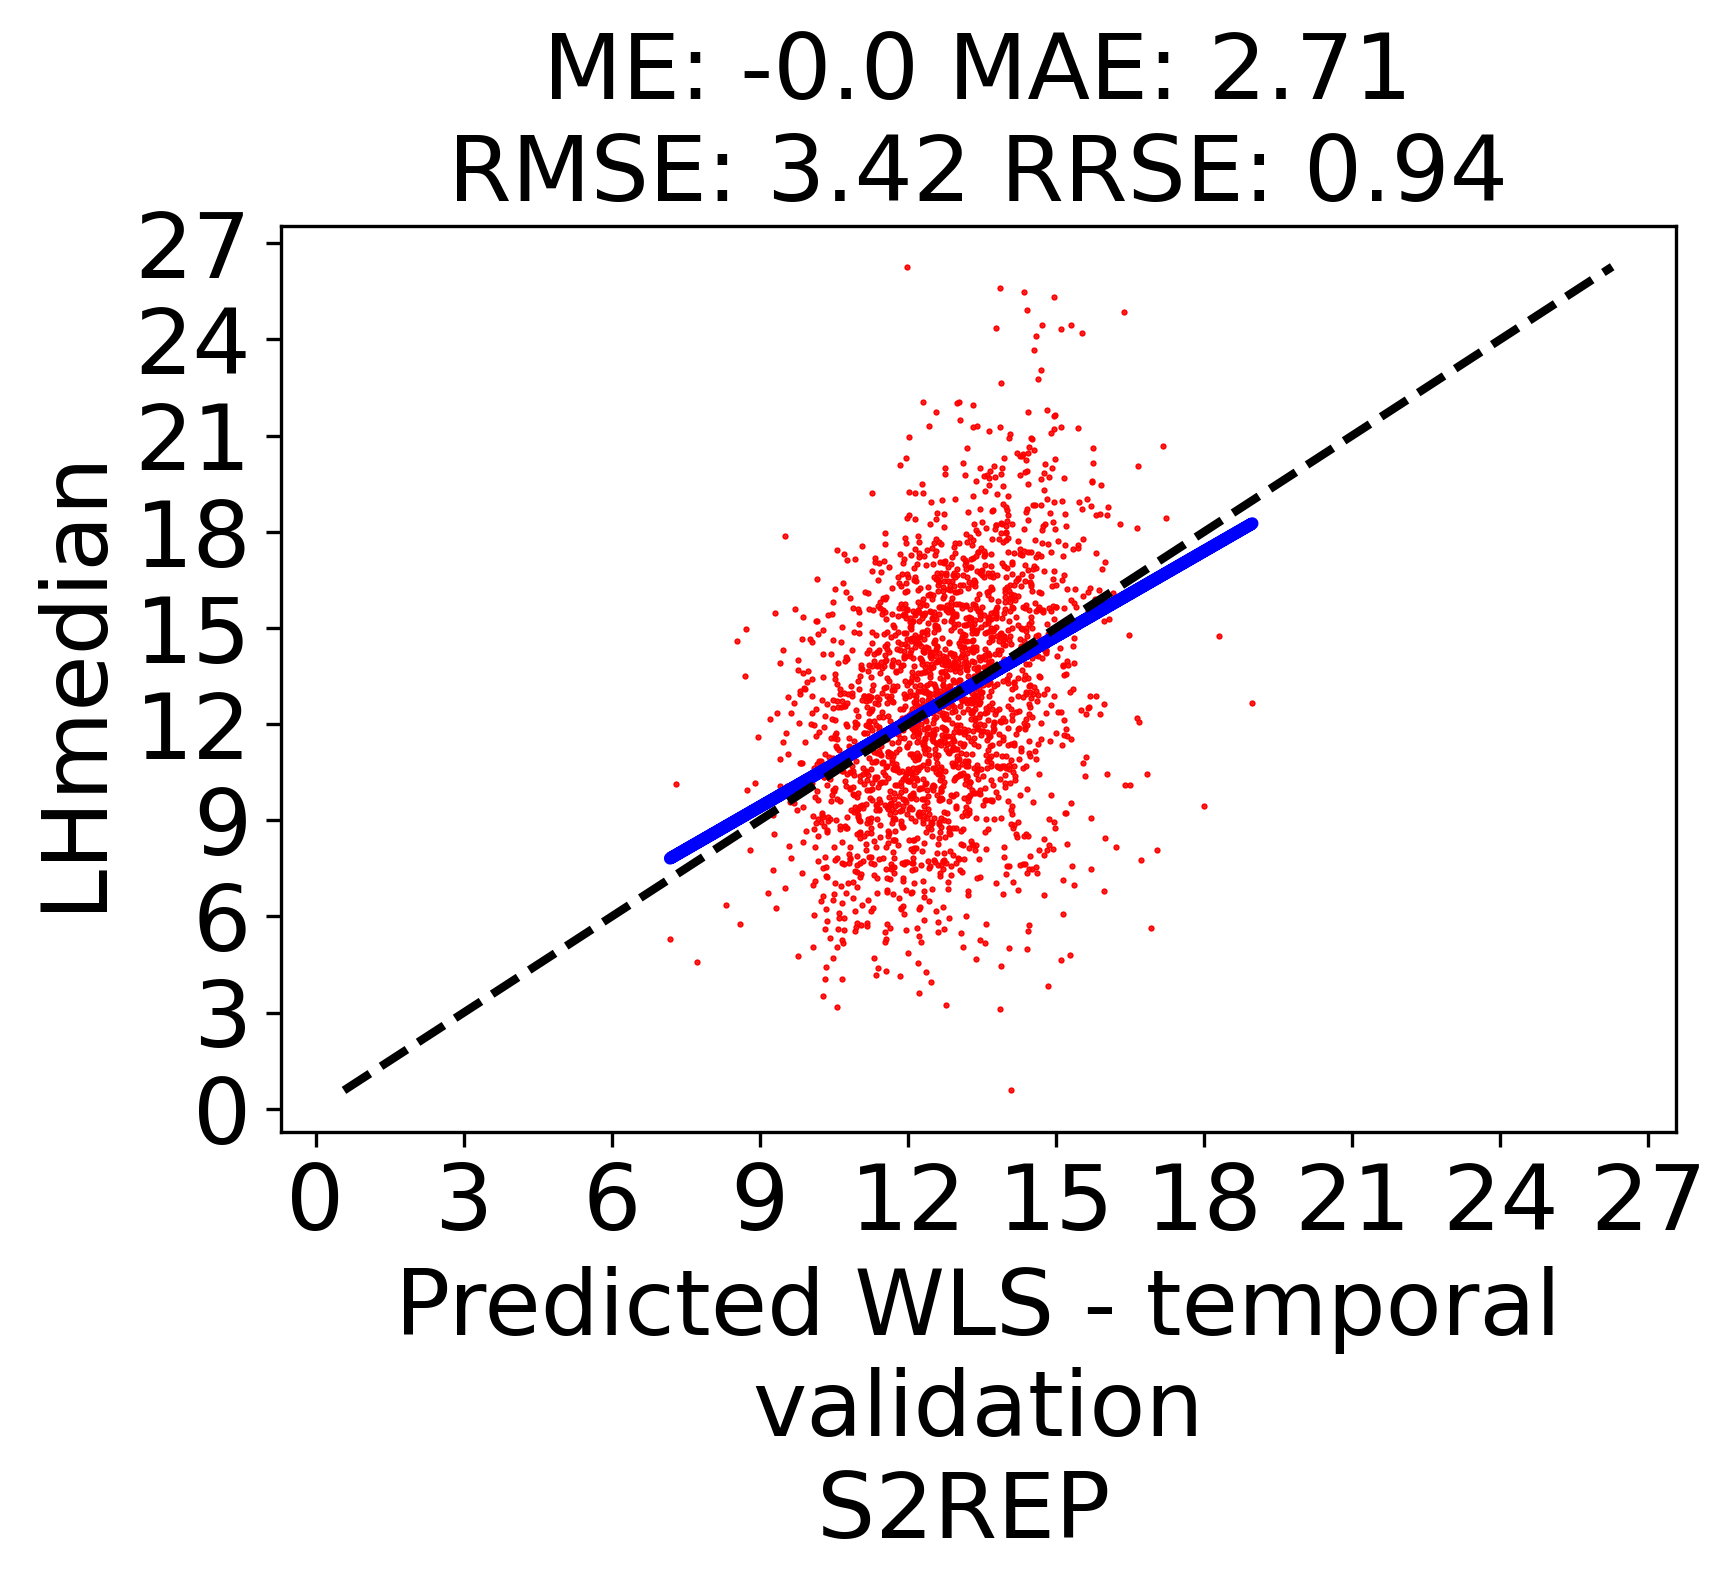 ME: -0.0 MAE: 2.71
RMSE: 3.42 RRSE: 0.94
27
24
21
18
15
12
9
6
3
0
LHmedian
0 3 6 9 12 15 18 21 24 27
Predicted WLS - temporal
validation
S2REP